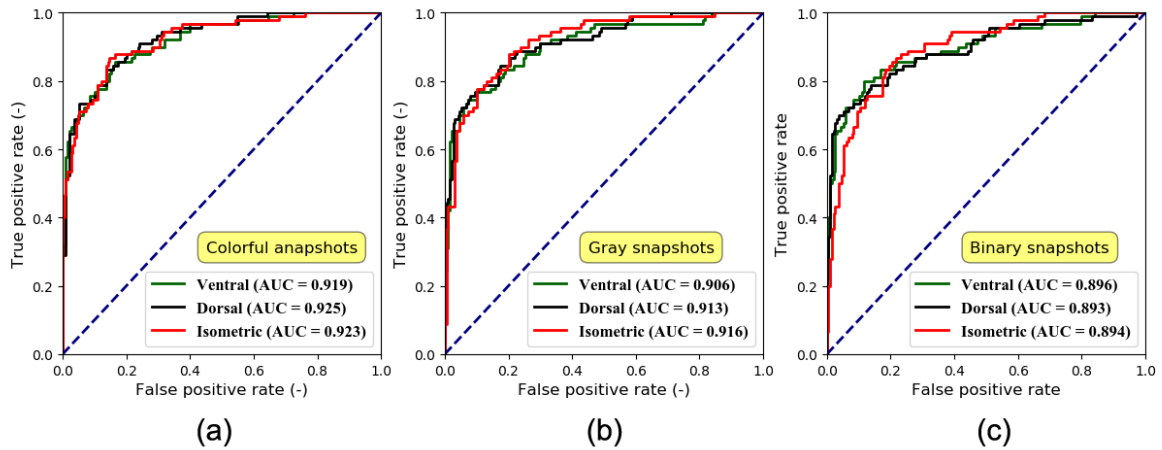 1.0
0.8
0.6
0.4
0.2
0.0
True positive rate (-)
Colorful anapshots
Ventral (AUC = 0.919)
Dorsal (AUC = 0.925)
Isometric (AUC = 0.923)
0.0 0.2 0.4 0.6 0.8 1.0
False positive rate (-)
(a)
1.0
0.8
0.6
0.4
0.2
0.0
True positive rate (-)
Gray snapshots
Ventral (AUC = 0.906)
Dorsal (AUC = 0.913)
Isometric (AUC = 0.916)
0.0 0.2 0.4 0.6 0.8 1.0
False positive rate (-)
(b)
1.0
0.8
0.6
0.4
0.2
0.0
True positive rate
Binary snapshots
Ventral (AUC = 0.896)
Dorsal (AUC = 0.893)
Isometric (AUC = 0.894)
0.0 0.2 0.4 0.6 0.8 1.0
False positive rate
(c)